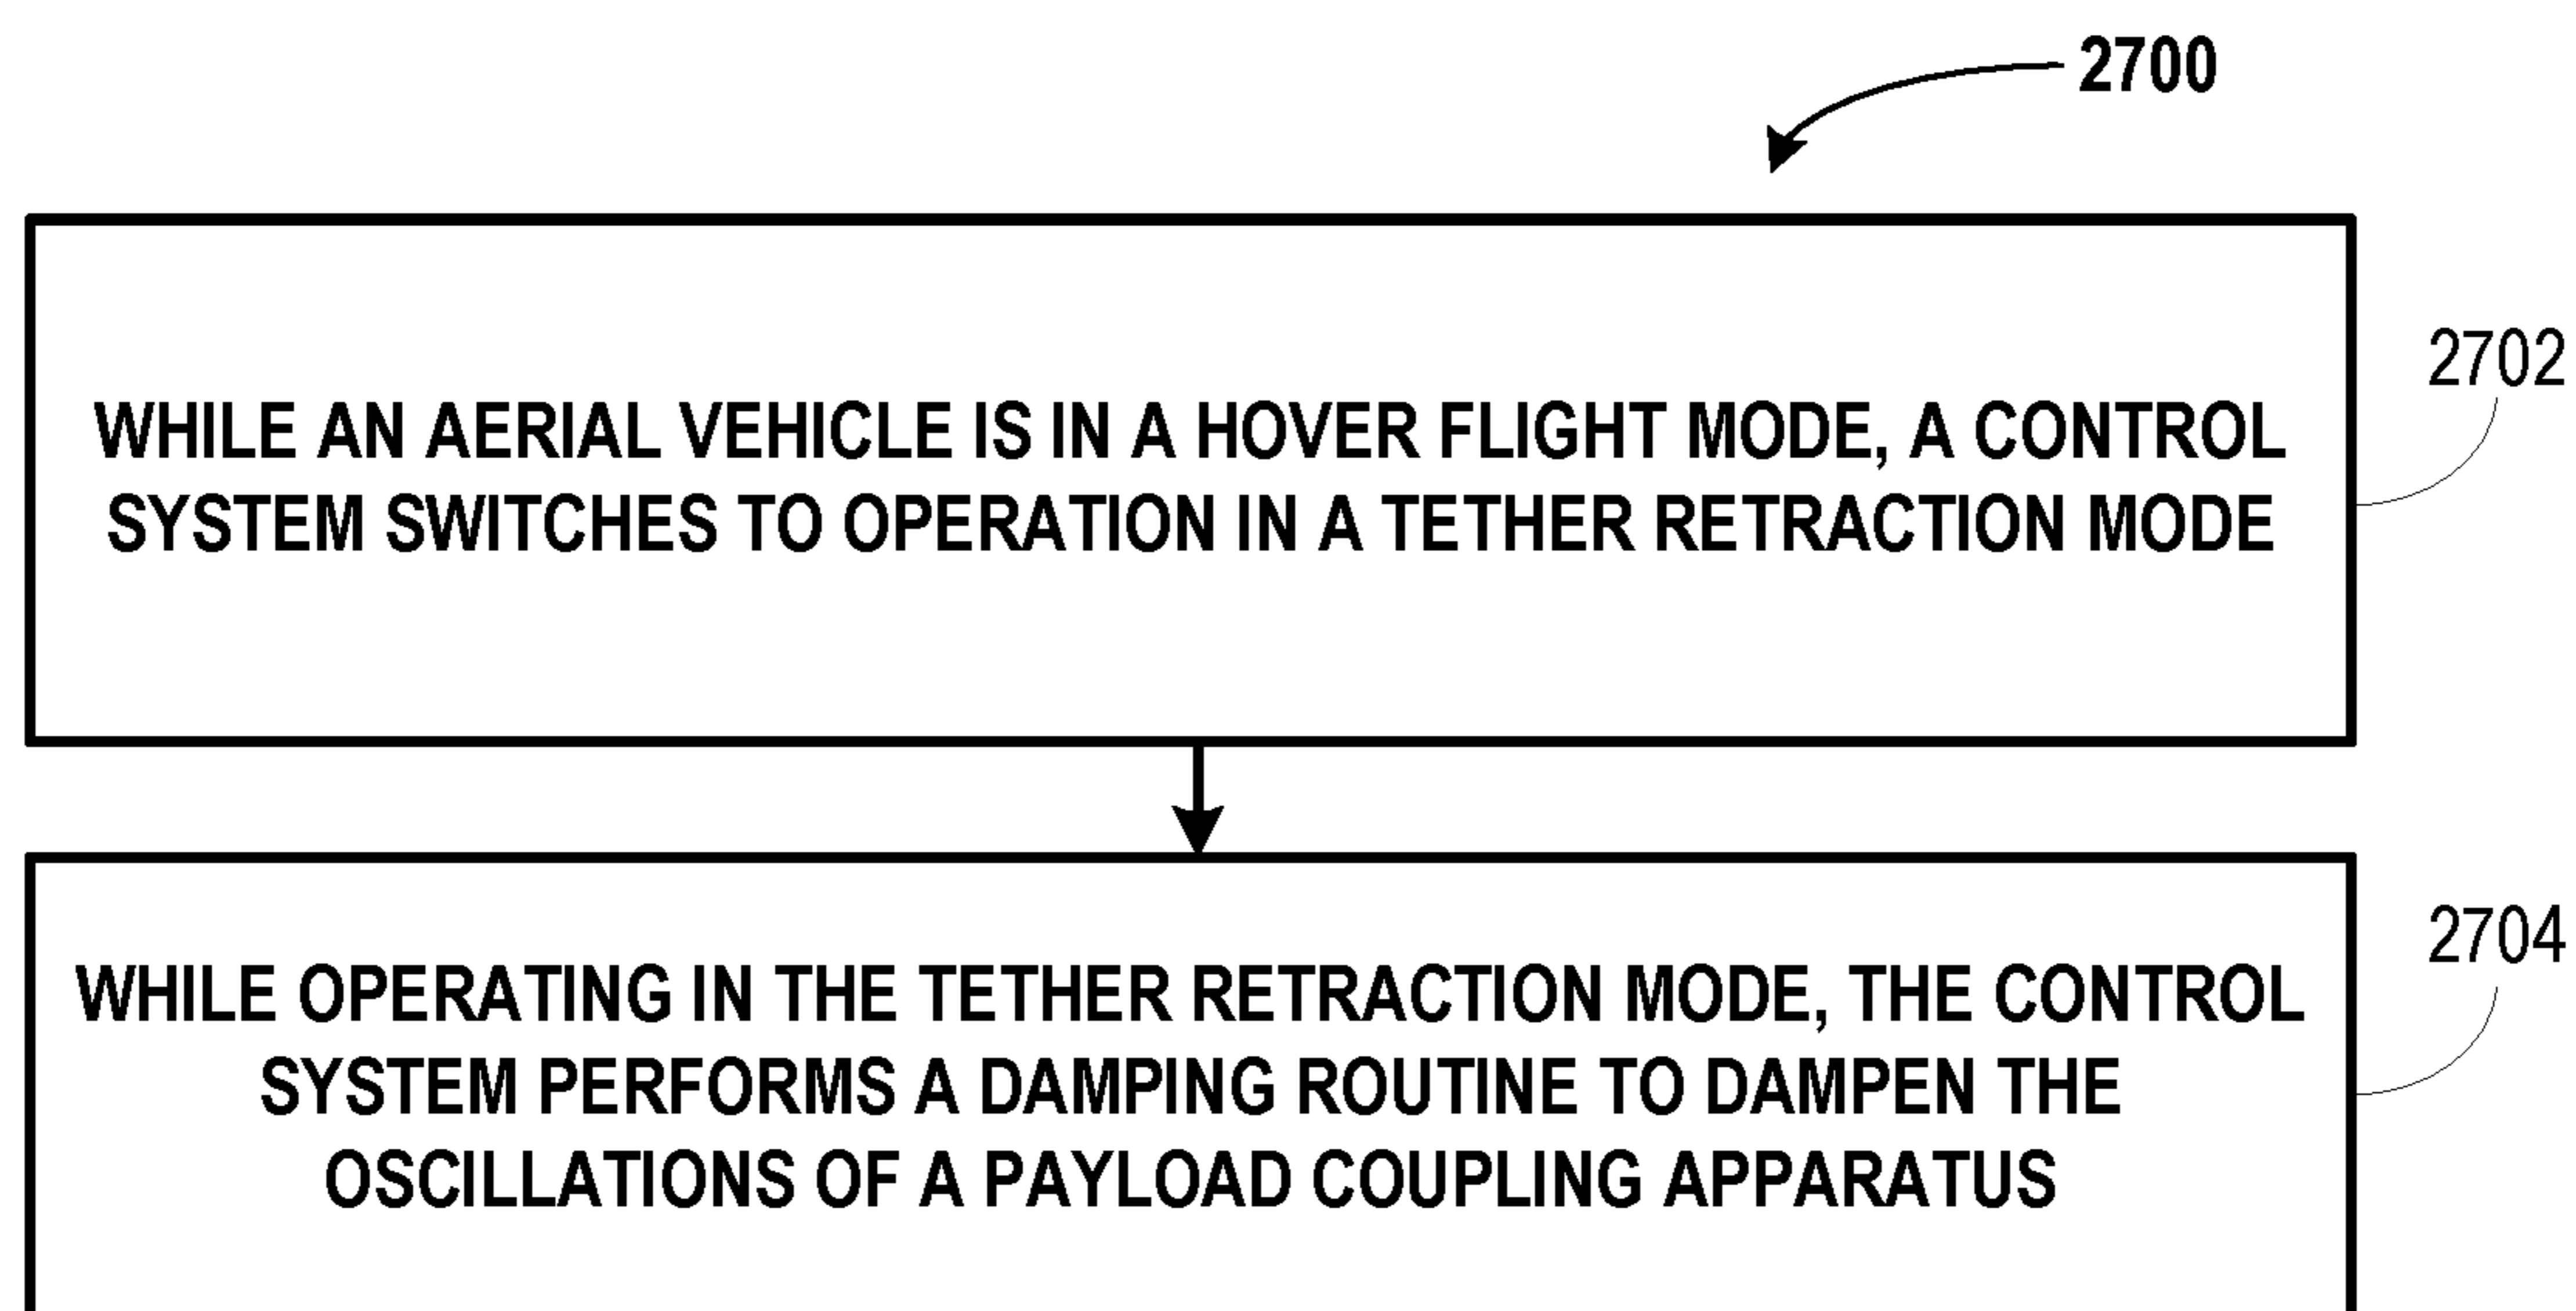 2700
WHILE AN AERIAL VEHICLE IS IN A HOVER FLIGHT MODE, A CONTROL
SYSTEM SWITCHES TO OPERATION IN A TETHER RETRACTION MODE
2702
WHILE OPERATING IN THE TETHER RETRACTION MODE, THE CONTROL
SYSTEM PERFORMS A DAMPING ROUTINE TO DAMPEN THE
OSCILLATIONS OF A PAYLOAD COUPLING APPARATUS
2704